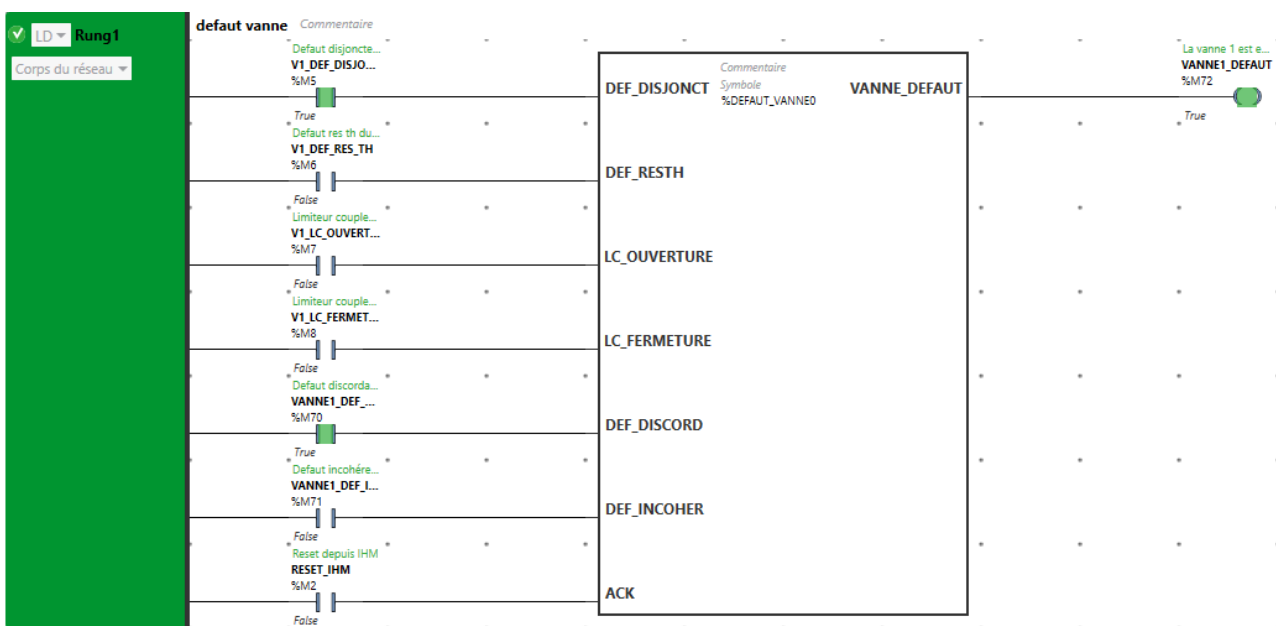 LD Rung1
Corps du réseau
defaut vanne Commentaire
Defaut disjoncte...
V1_DEF_DISJO...
%M5
True
Defaut res th du...
V1_DEF_RES_TH
%M6
False
Limiteur couple...
V1_LC_OUVERT...
%M7
False
Limiteur couple...
V1_LC_FERMET...
%M8
False
Defaut discorda...
VANNE1_DEF_...
%M70
True
Defaut incohére...
VANNE1_DEF_I...
%M71
False
Reset depuis IHM
RESET_IHM
%M2
False
Commentaire
DEF_DISJONCT Symbole VANNE_DEFAUT
%DEFAUT_VANNE0
DEF_RESTH
LC_OUVERTURE
LC_FERMETURE
DEF_DISCORD
DEF_INCOHER
ACK
La vanne 1 est e...
VANNE1_DEFAUT
%M72
True